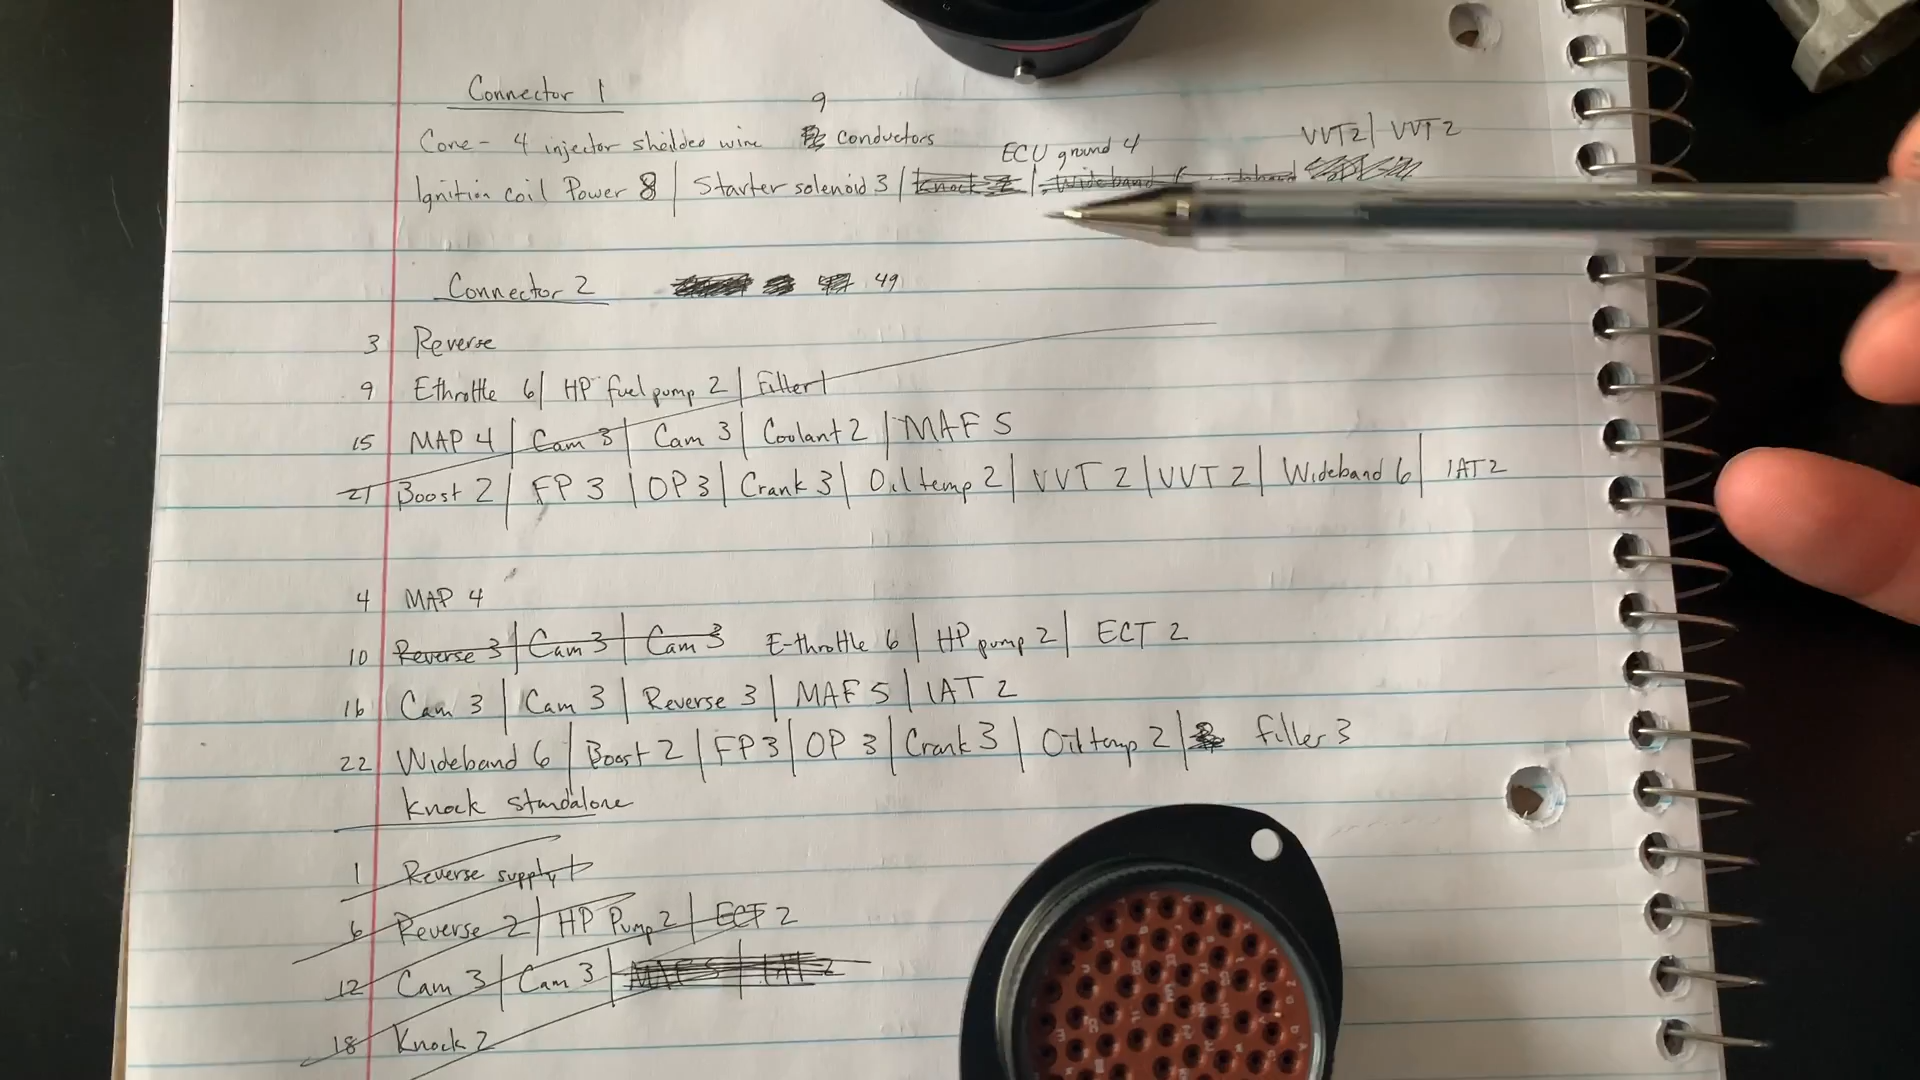 Connector 1
9
Core - 4 injector sheilded wire conductors
ECU ground 4 VVT2 | VVT 2
Ignition coil Power 8 | Starter solenoid 3 | Knock 2 | Wideband 6
Connector 2 49
3 Reverse
9 Ethrottle 6 | HP fuel pump 2 | Filler 1
15 MAP 4 | Cam 3 | Cam 3 | Coolant 2 | MAF 5
21 Boost 2 | FP 3 | OP 3 | Crank 3 | Oil temp 2 | VVT 2 | VVT 2 | Wideband 6 | IAT 2
4 MAP 4
10 Reverse 3 | Cam 3 | Cam 3 E-throttle 6 | HP pump 2 | ECT 2
16 Cam 3 | Cam 3 | Reverse 3 | MAF 5 | IAT 2
22 Wideband 6 | Boost 2 | FP 3 | OP 3 | Crank 3 | Oil temp 2 | filler 3
Knock standalone
1 Reverse supply 1
6 Reverse 2 | HP Pump 2 | ECT 2
12 Cam 3 | Cam 3 | MAF 5 | IAT 2
18 Knock 2